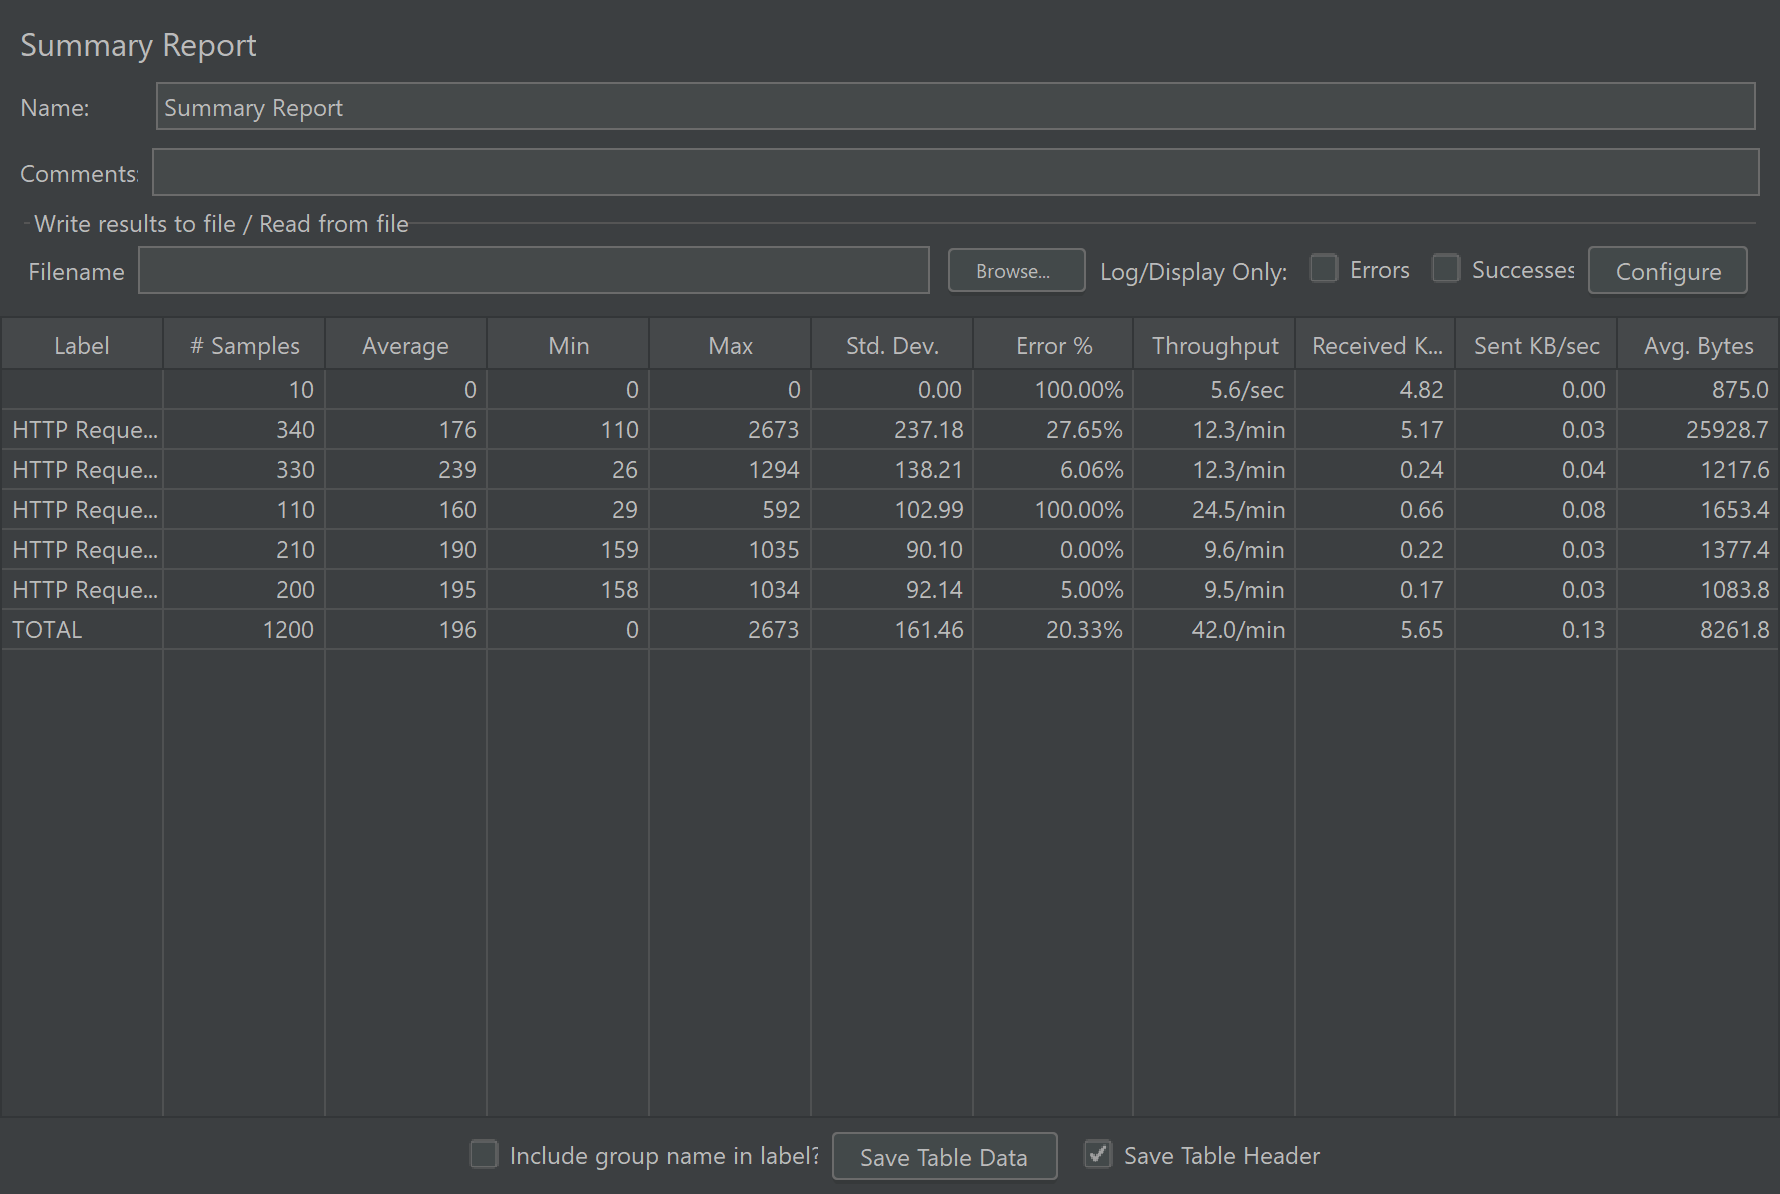 Summary Report
Name: Summary Report
Comments:
Write results to file / Read from file
Filename Browse... Log/Display Only: Errors Successes Configure
Label # Samples Average Min Max Std. Dev. Error % Throughput Received K... Sent KB/sec Avg. Bytes
10 0 0 0 0.00 100.00% 5.6/sec 4.82 0.00 875.0
HTTP Reque... 340 176 110 2673 237.18 27.65% 12.3/min 5.17 0.03 25928.7
HTTP Reque... 330 239 26 1294 138.21 6.06% 12.3/min 0.24 0.04 1217.6
HTTP Reque... 110 160 29 592 102.99 100.00% 24.5/min 0.66 0.08 1653.4
HTTP Reque... 210 190 159 1035 90.10 0.00% 9.6/min 0.22 0.03 1377.4
HTTP Reque... 200 195 158 1034 92.14 5.00% 9.5/min 0.17 0.03 1083.8
TOTAL 1200 196 0 2673 161.46 20.33% 42.0/min 5.65 0.13 8261.8
Include group name in label? Save Table Data Save Table Header